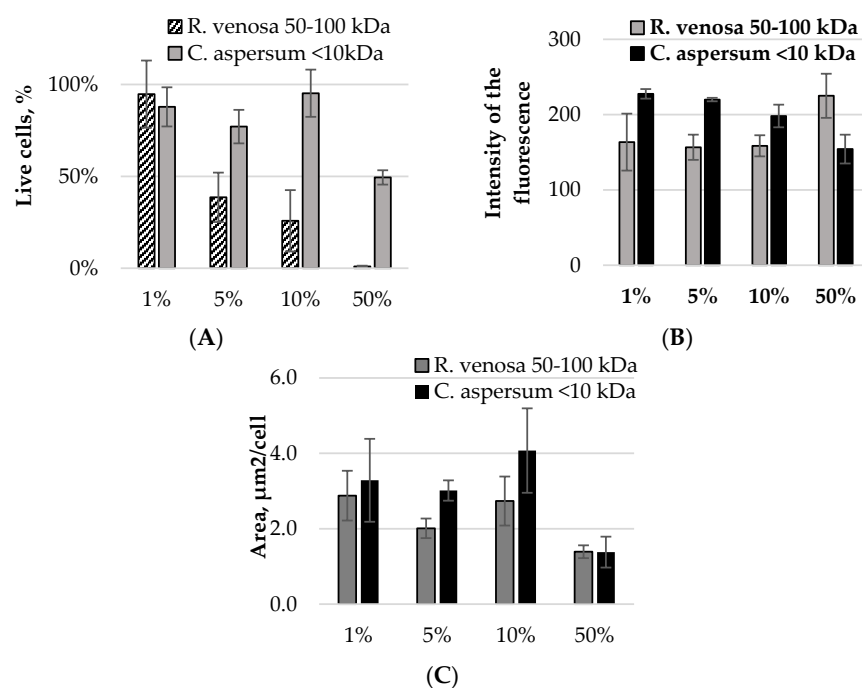 R. venosa 50-100 kDa
C. aspersum <10kDa
100%
50%
0%
Live cells, %
1% 5% 10% 50%
(A)
R. venosa 50-100 kDa
C. aspersum <10 kDa
300
200
100
0
Intensity of the
fluorescence
1% 5% 10% 50%
(B)
R. venosa 50-100 kDa
C. aspersum <10 kDa
6.0
4.0
2.0
0.0
Area, µm2/cell
1% 5% 10% 50%
(C)